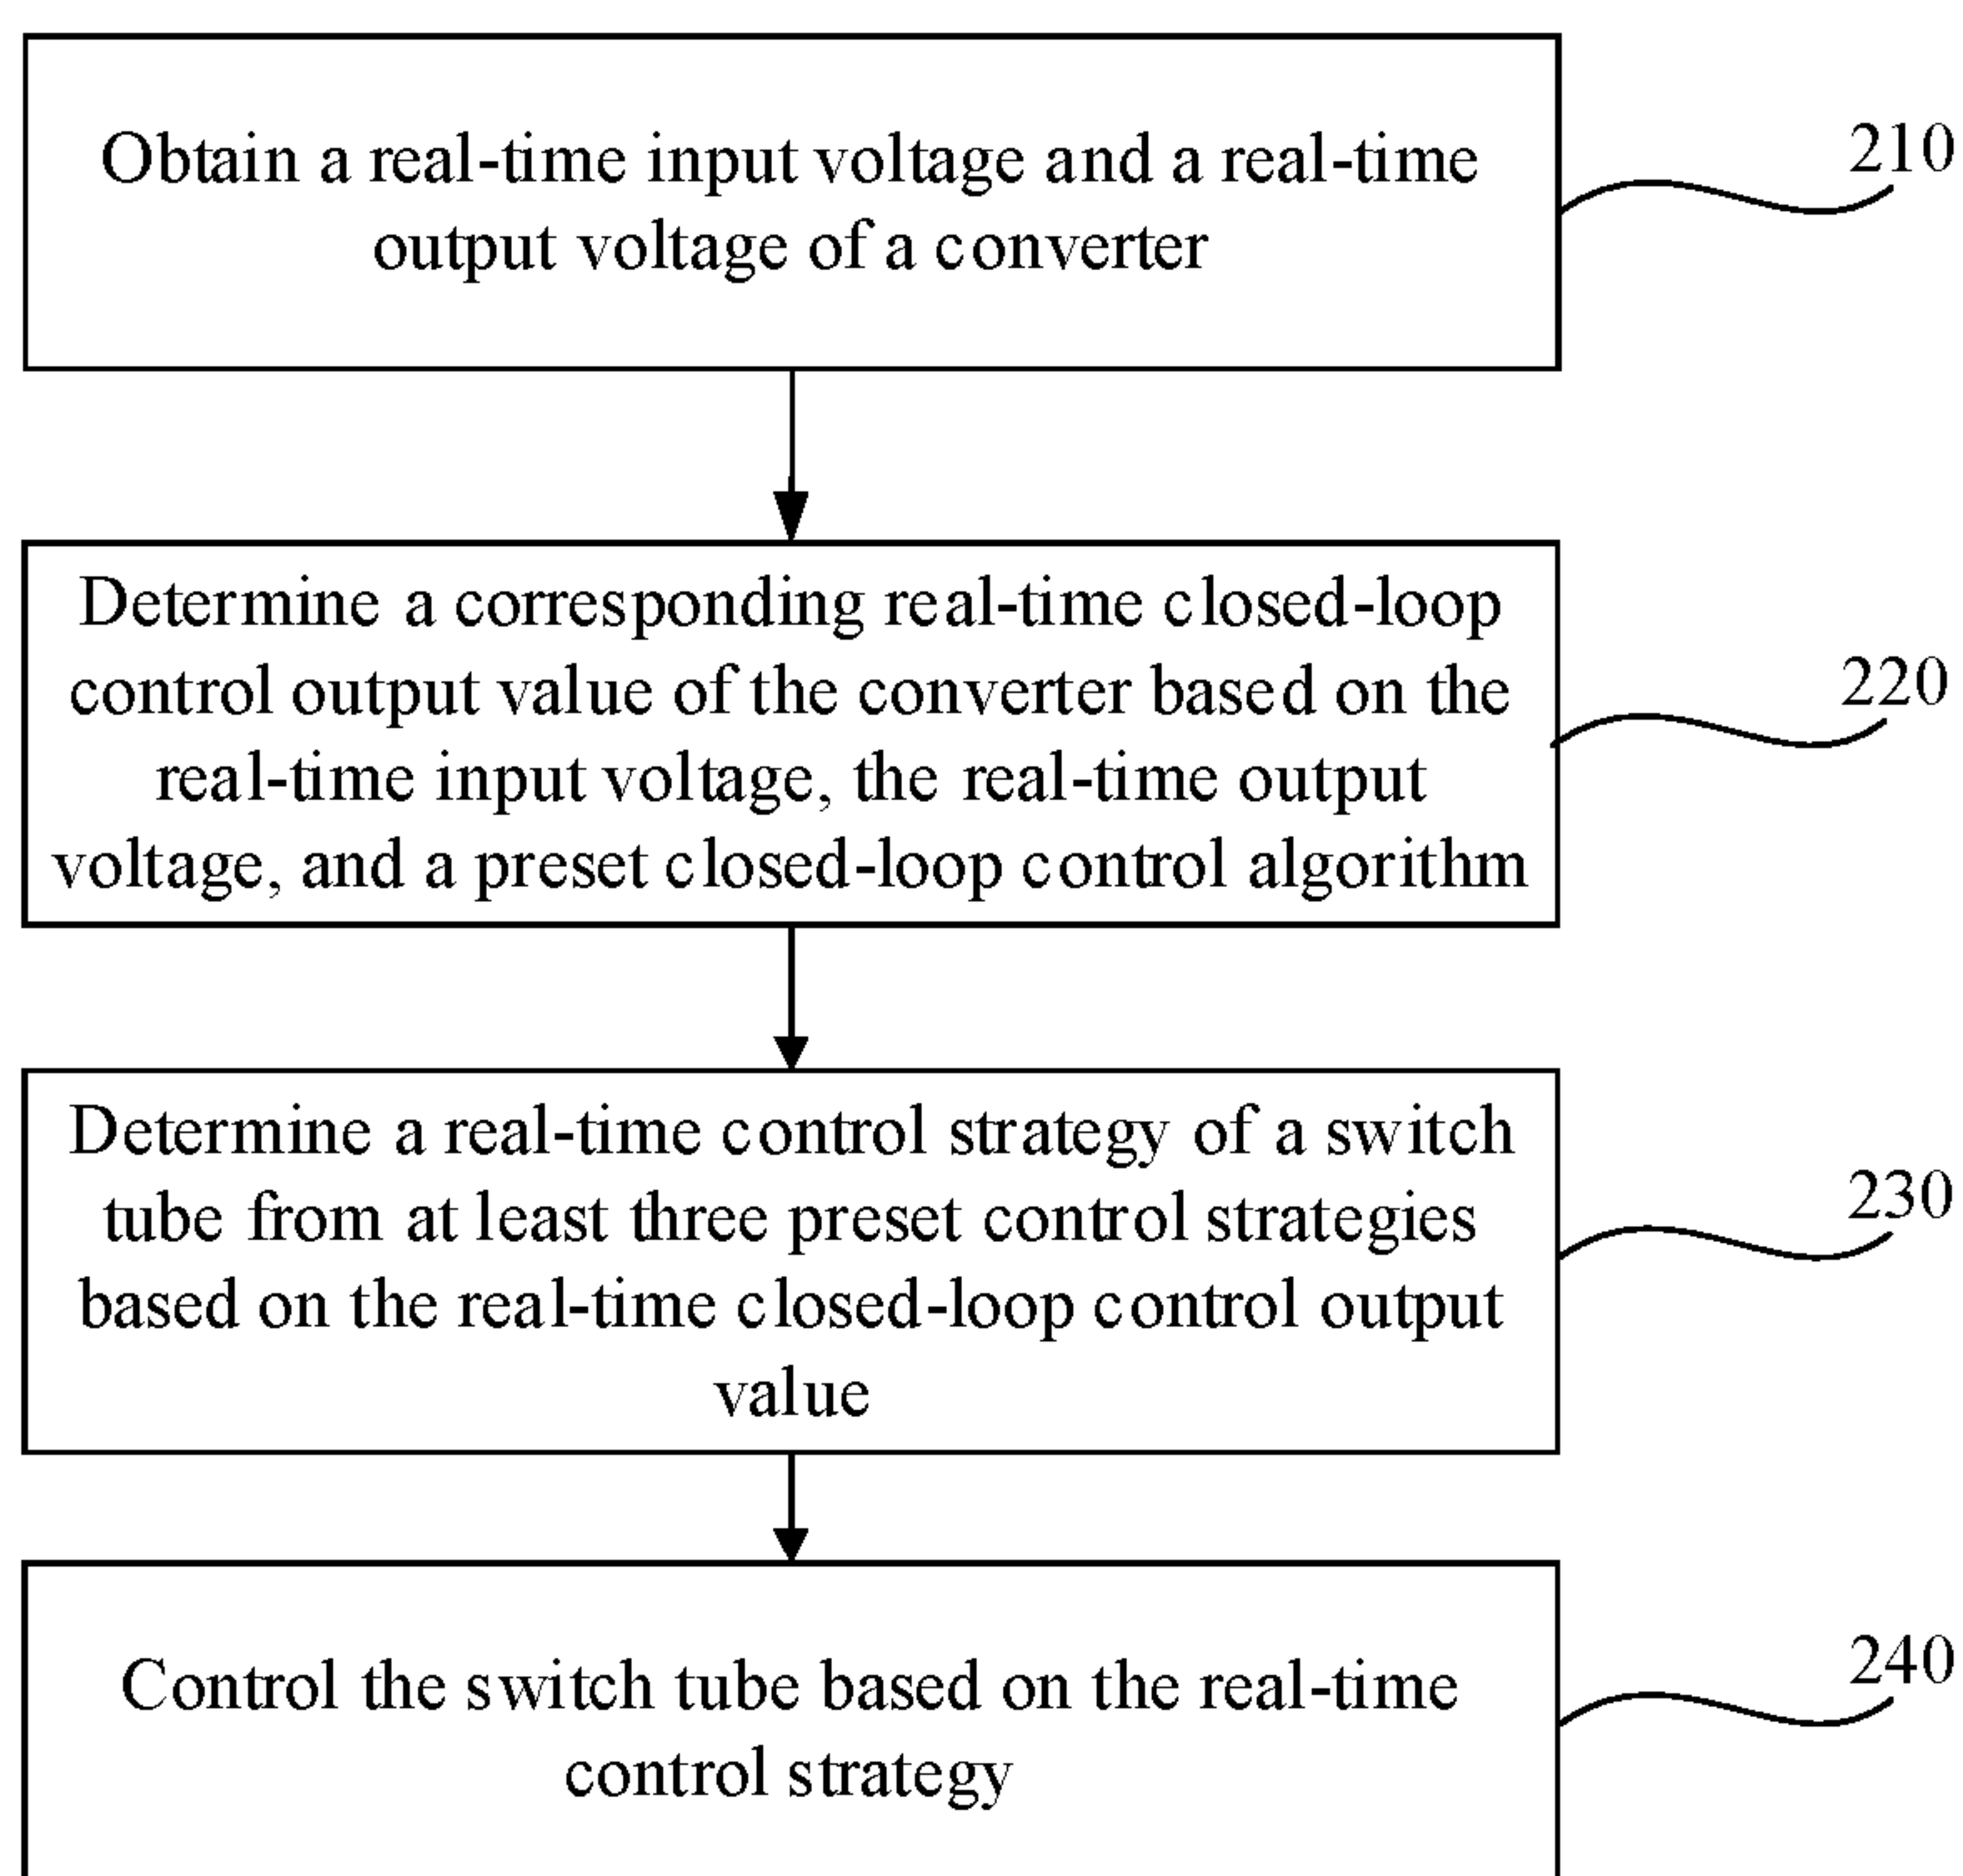 Obtain a real-time input voltage and a real-time
output voltage of a converter
210
Determine a corresponding real-time closed-loop
control output value of the converter based on the
real-time input voltage, the real-time output
voltage, and a preset closed-loop control algorithm
220
Determine a real-time control strategy of a switch
tube from at least three preset control strategies
based on the real-time closed-loop control output
value
230
Control the switch tube based on the real-time
control strategy
240